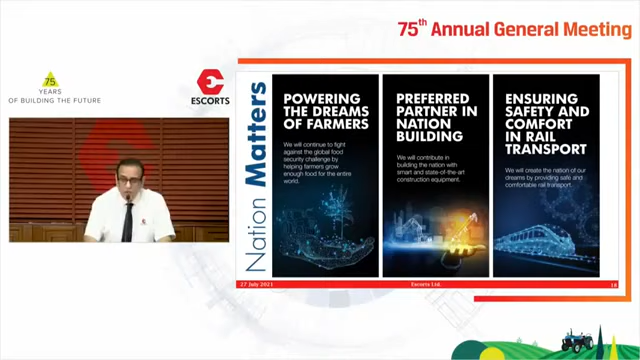 75th Annual General Meeting
75
YEARS
OF BUILDING THE FUTURE
ESCORTS
Nation Matters
POWERING
THE DREAMS
OF FARMERS
We will continue to fight
against the global food
security challenge by
helping farmers grow
enough food for the entire
world.
PREFERRED
PARTNER IN
NATION
BUILDING
We will contribute in
building the nation with
smart and state-of-the-art
construction equipment.
ENSURING
SAFETY AND
COMFORT
IN RAIL
TRANSPORT
We will create the nation of our
dreams by providing safe and
comfortable rail transport.
27 July 2021
Escorts Ltd.
18